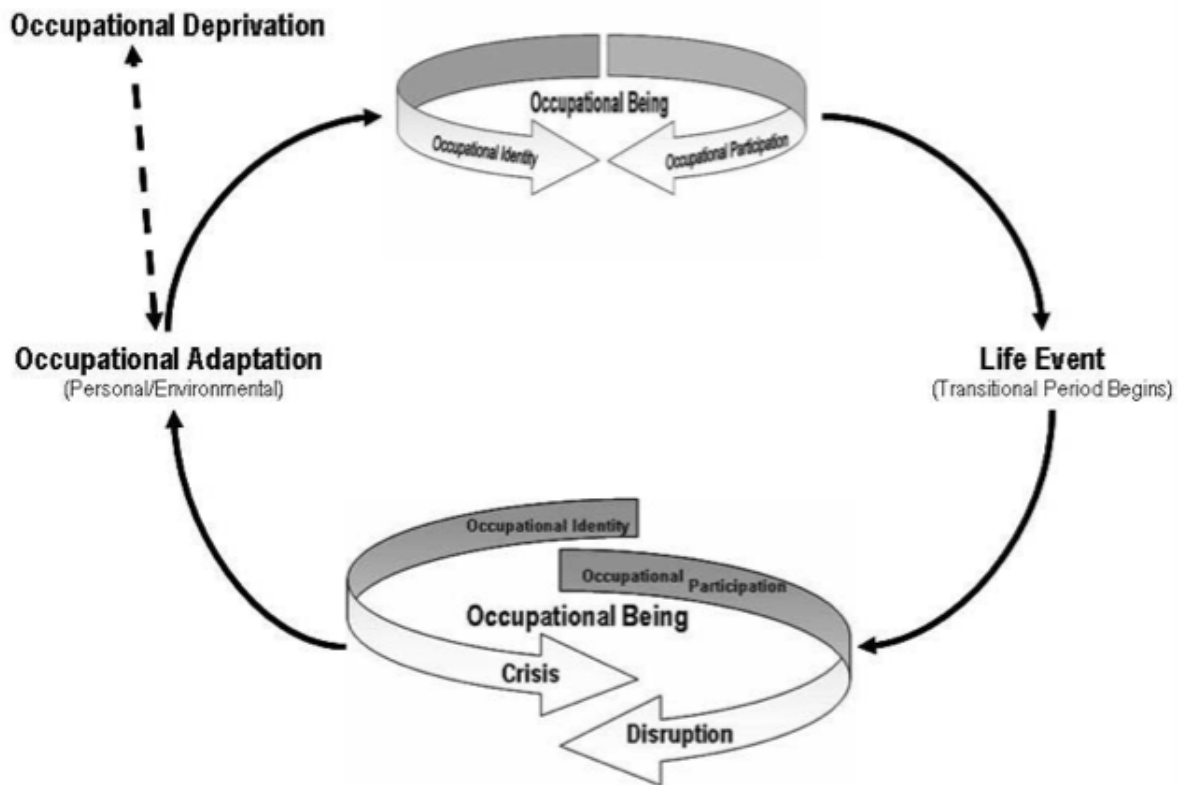 Occupational Deprivation
Occupational Being
Occupational Identity
Occupational Participation
Occupational Adaptation
(Personal/Environmental)
Life Event
(Transitional Period Begins)
Occupational Identity
Occupational Participation
Occupational Being
Crisis
Disruption